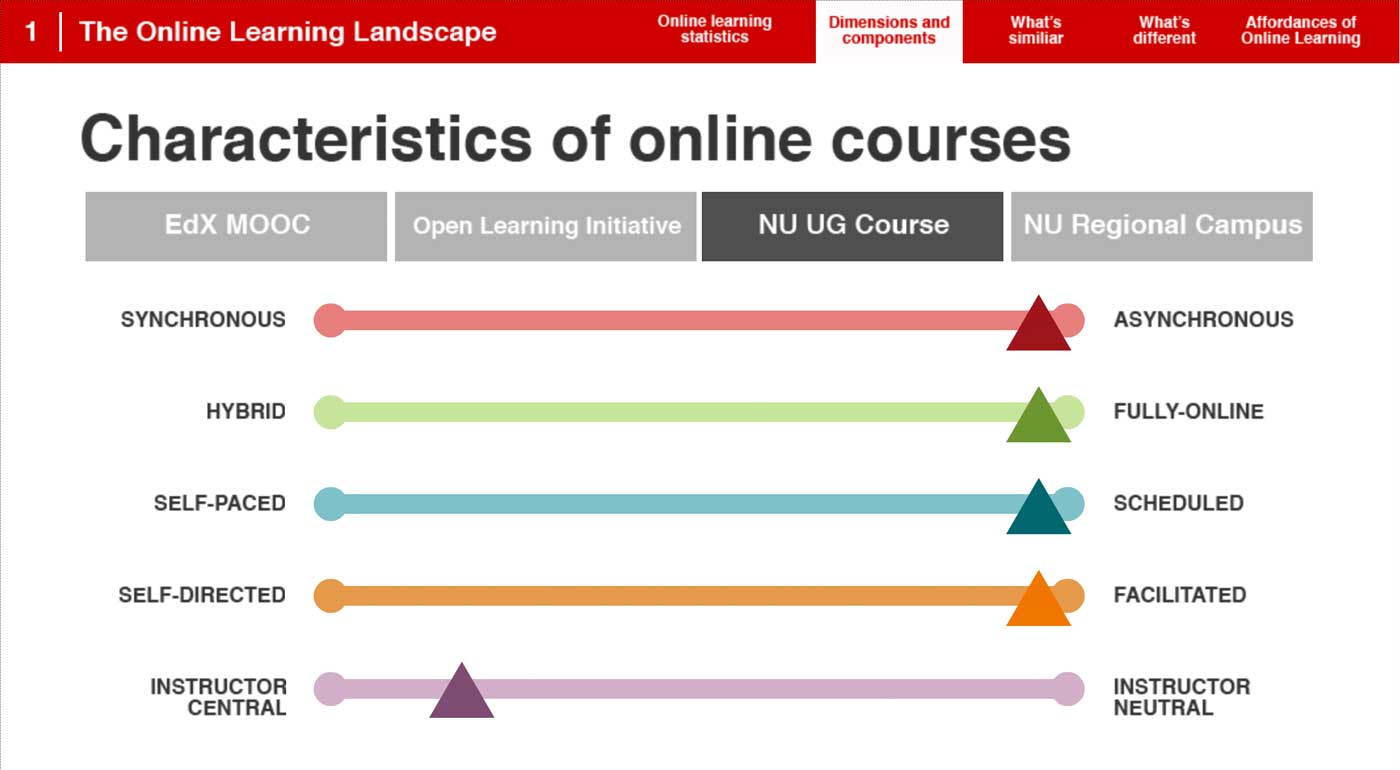 1 The Online Learning Landscape
Online learning
statistics
Dimensions and
components
What's
similiar
What's
different
Affordances of
Online Learning
Characteristics of online courses
EdX MOOC
Open Learning Initiative
NU UG Course
NU Regional Campus
SYNCHRONOUS
ASYNCHRONOUS
HYBRID
FULLY-ONLINE
SELF-PACED
SCHEDULED
SELF-DIRECTED
FACILITATED
INSTRUCTOR
CENTRAL
INSTRUCTOR
NEUTRAL